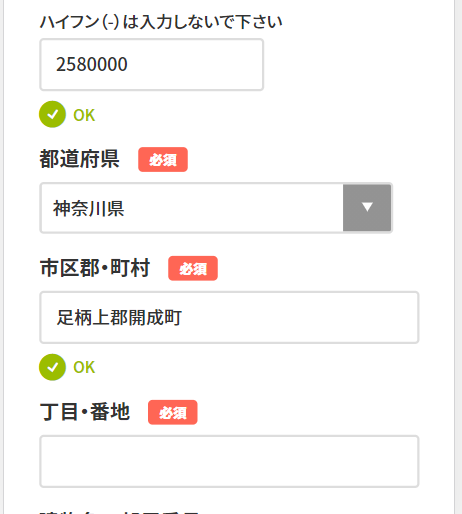 ハイフン(-)は入力しないで下さい
2580000
OK
都道府県 必須
神奈川県 ▼
市区郡・町村 必須
足柄上郡開成町
OK
丁目・番地 必須